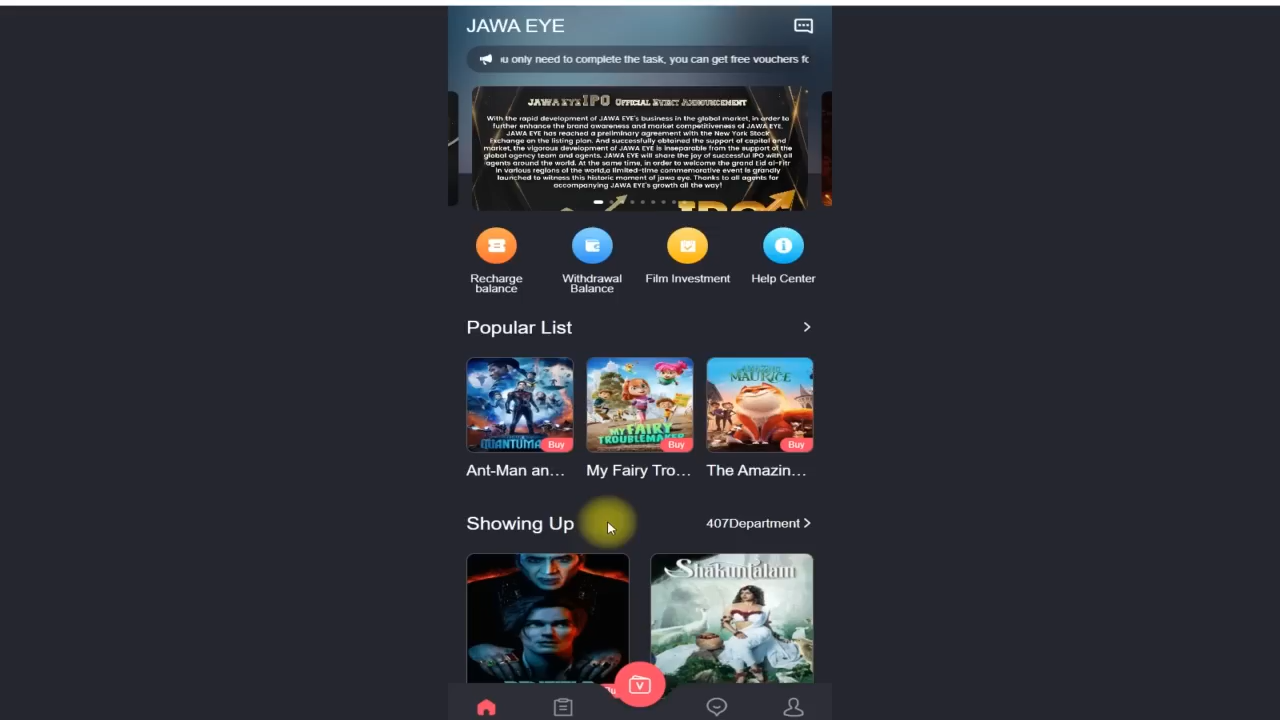 JAWA EYE
u only need to complete the task, you can get free vouchers fo
JAWA EYE IPO OFFICIAL EVENT ANNOUNCEMENT
With the rapid development of JAWA EYE's business in the global market, in order to
further enhance the brand awareness and market competitiveness of JAWA EYE,
JAWA EYE has reached a preliminary agreement with the New York Stock
Exchange on the listing plan. And successfully obtained the support of capital and
market, the vigorous development of JAWA EYE is inseparable from the support of the
global agency team and agents. JAWA EYE will share the joy of successful IPO with all
agents around the world. At the same time, in order to welcome the grand Eid al-Fitr
in various regions of the world,a limited-time commemorative event is grandly
launched to witness this historic moment of jawa eye. Thanks to all agents for
accompanying JAWA EYE's growth all the way!
IPO
Recharge balance
Withdrawal Balance
Film Investment
Help Center
Popular List
QUANTUMA
Buy
MY FAIRY
TROUBLEMAKER
Buy
AMAZING
MAURICE
Buy
Ant-Man an...
My Fairy Tro...
The Amazin...
Showing Up
407Department
Shakuntalam
V